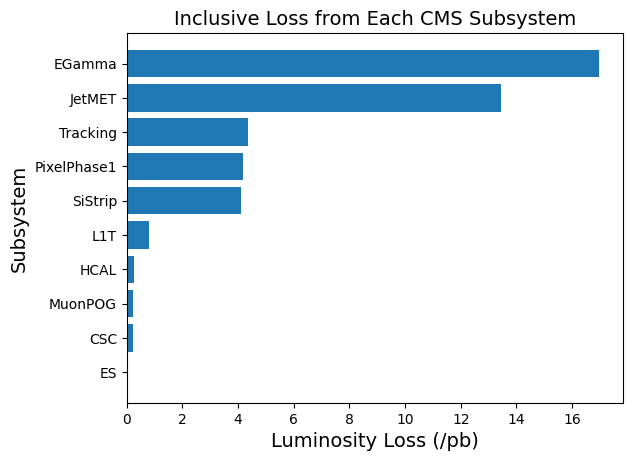 Inclusive Loss from Each CMS Subsystem
Subsystem
EGamma
JetMET
Tracking
PixelPhase1
SiStrip
L1T
HCAL
MuonPOG
CSC
ES
0 2 4 6 8 10 12 14 16
Luminosity Loss (/pb)